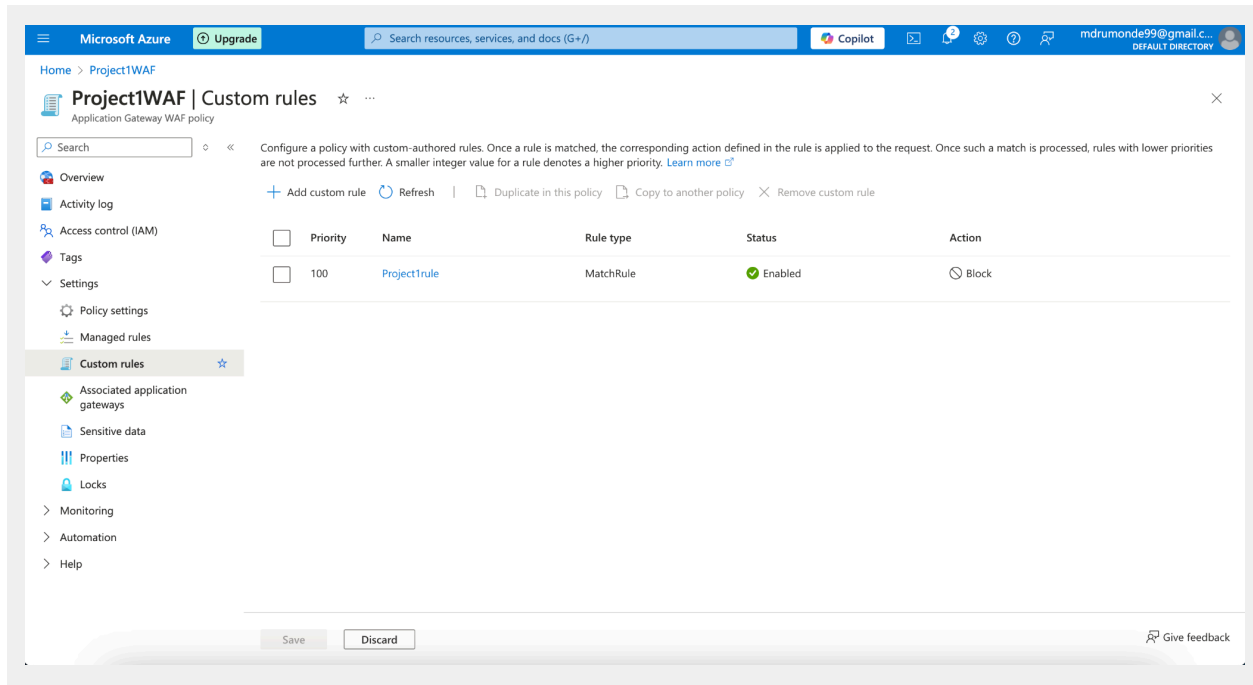 Microsoft Azure
Upgrade
Search resources, services, and docs (G+/)
Copilot
2
mdrumonde99@gmail.c...
DEFAULT DIRECTORY
Home > Project1WAF
Project1WAF | Custom rules
Application Gateway WAF policy
Search
Overview
Activity log
Access control (IAM)
Tags
Settings
Policy settings
Managed rules
Custom rules
Associated application
gateways
Sensitive data
Properties
Locks
Monitoring
Automation
Help
Configure a policy with custom-authored rules. Once a rule is matched, the corresponding action defined in the rule is applied to the request. Once such a match is processed, rules with lower priorities
are not processed further. A smaller integer value for a rule denotes a higher priority. Learn more
Add custom rule Refresh | Duplicate in this policy Copy to another policy Remove custom rule
Priority Name Rule type Status Action
100 Project1rule MatchRule Enabled Block
Save Discard
Give feedback